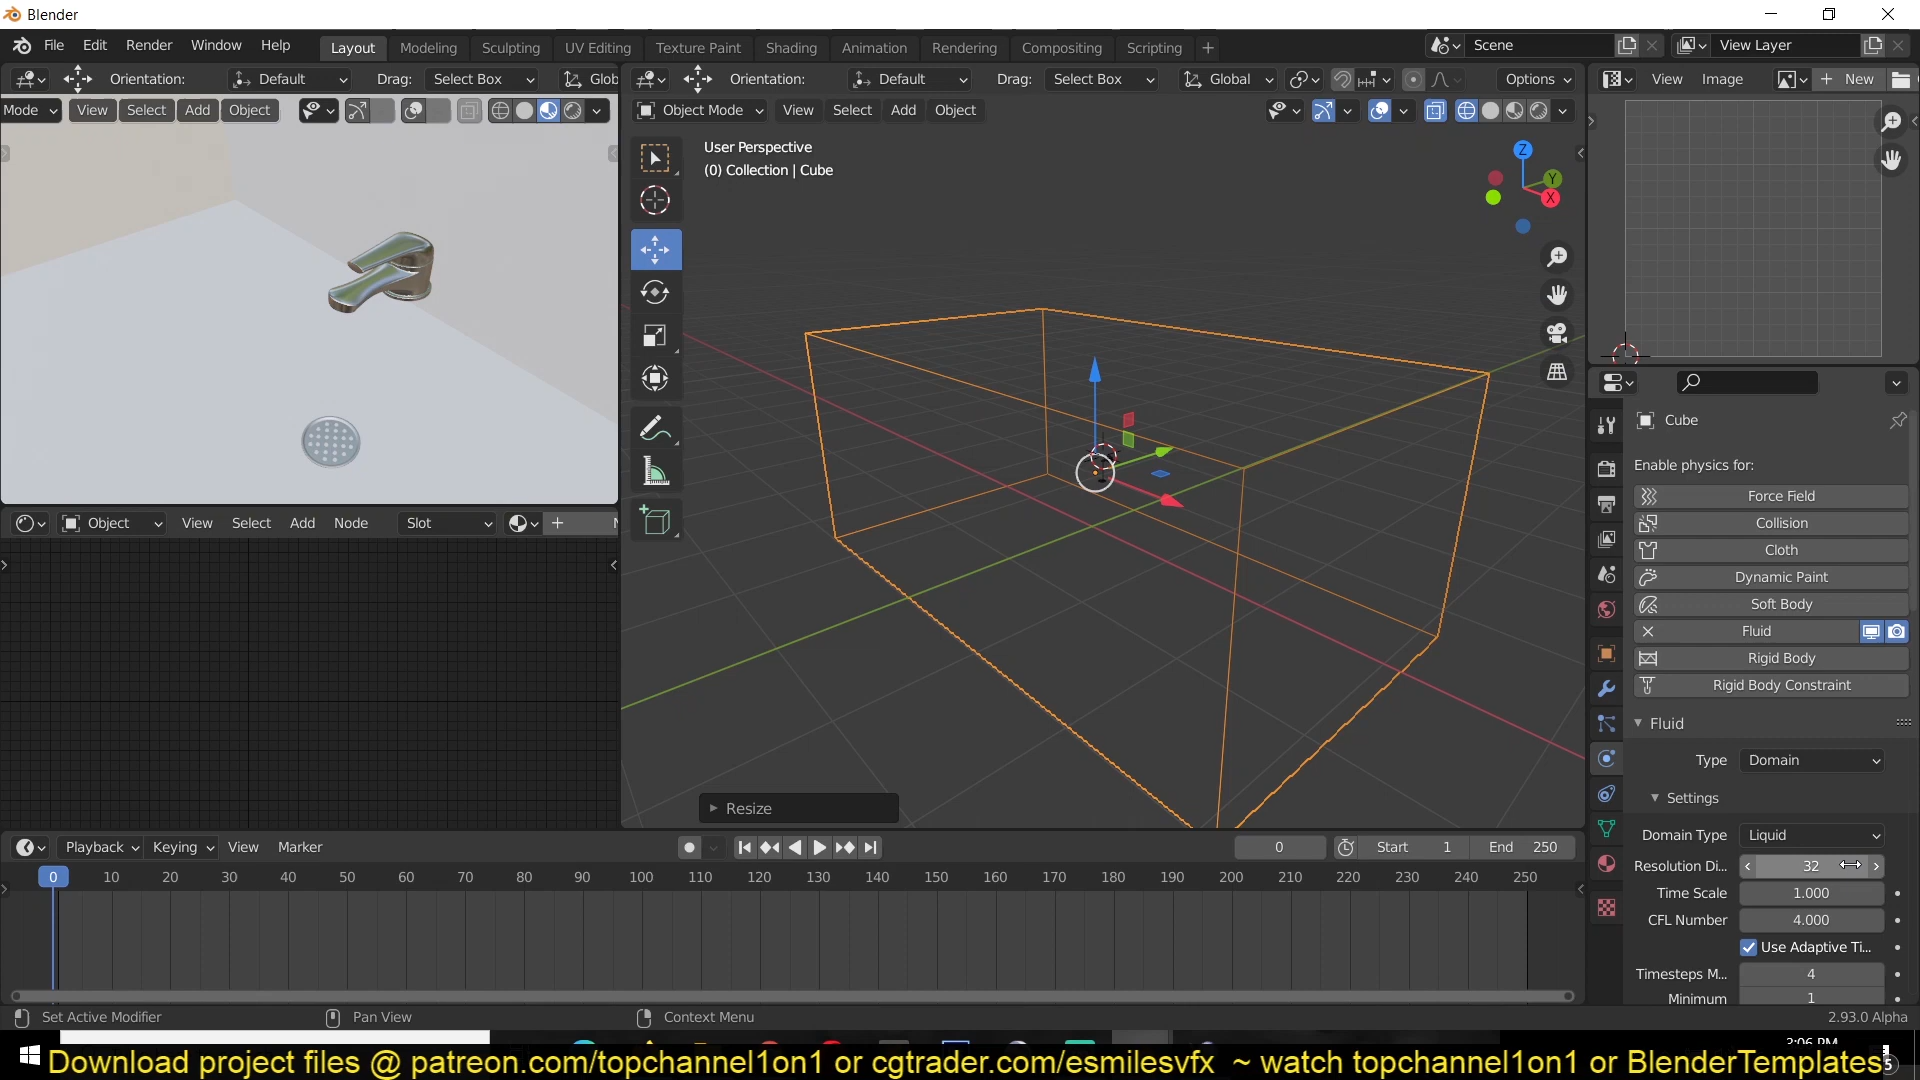 Blender
File Edit Render Window Help
Layout Modeling Sculpting UV Editing Texture Paint Shading Animation Rendering Compositing Scripting +
Scene
View Layer
Orientation: Default Drag: Select Box Glob
Orientation: Default Drag: Select Box Global Options
View Image New
Mode View Select Add Object
Object Mode View Select Add Object
User Perspective
(0) Collection | Cube
Z
Y
X
Cube
Enable physics for:
Force Field
Collision
Cloth
Dynamic Paint
Soft Body
Fluid
Rigid Body
Rigid Body Constraint
Fluid
Type Domain
Settings
Domain Type Liquid
Resolution Di... 32
Time Scale 1.000
CFL Number 4.000
Use Adaptive Ti...
Timesteps M... 4
Minimum 1
Object View Select Add Node Slot
Resize
Playback Keying View Marker
0 Start 1 End 250
0 10 20 30 40 50 60 70 80 90 100 110 120 130 140 150 160 170 180 190 200 210 220 230 240 250
Set Active Modifier Pan View Context Menu 2.93.0 Alpha
3:06 PM
Download project files @ patreon.com/topchannel1on1 or cgtrader.com/esmilesvfx ~ watch topchannel1on1 or BlenderTemplates
5